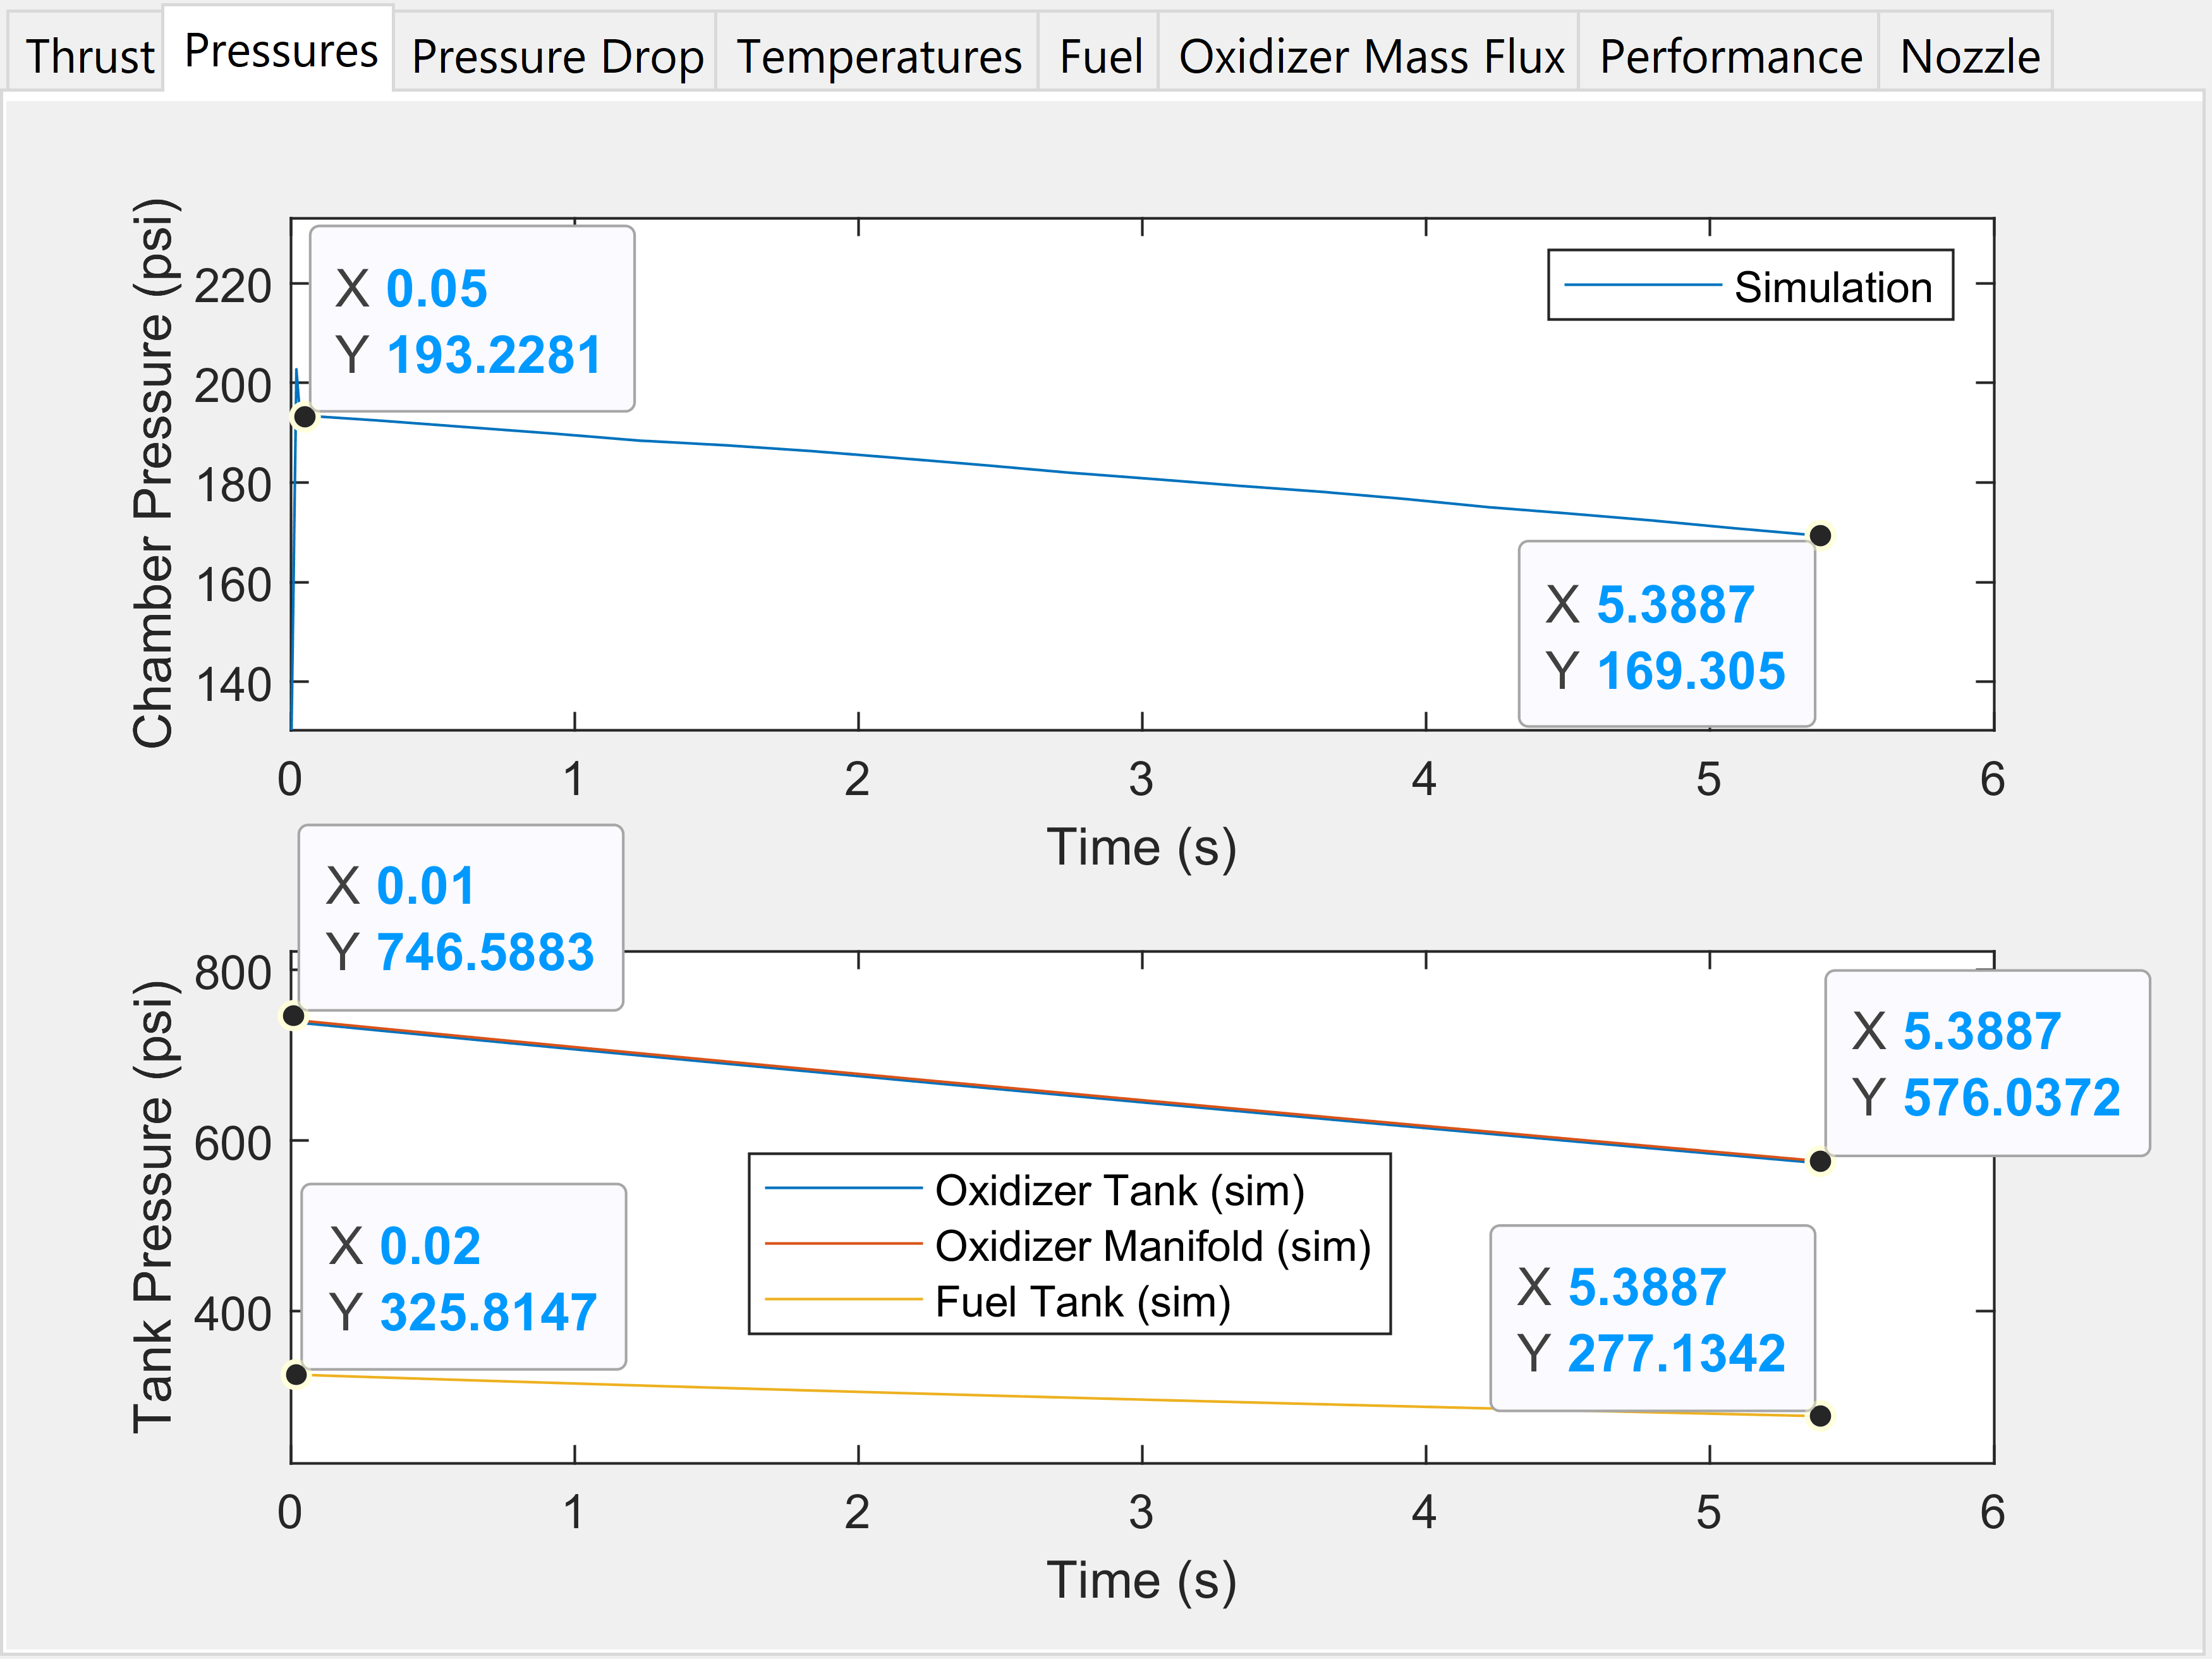 Thrust Pressures Pressure Drop Temperatures Fuel Oxidizer Mass Flux Performance Nozzle
Chamber Pressure (psi)
220
200
180
160
140
X 0.05
Y 193.2281
Simulation
X 5.3887
Y 169.305
0 1 2 3 4 5 6
Time (s)
Tank Pressure (psi)
800
600
400
X 0.01
Y 746.5883
X 5.3887
Y 576.0372
Oxidizer Tank (sim)
Oxidizer Manifold (sim)
Fuel Tank (sim)
X 0.02
Y 325.8147
X 5.3887
Y 277.1342
0 1 2 3 4 5 6
Time (s)